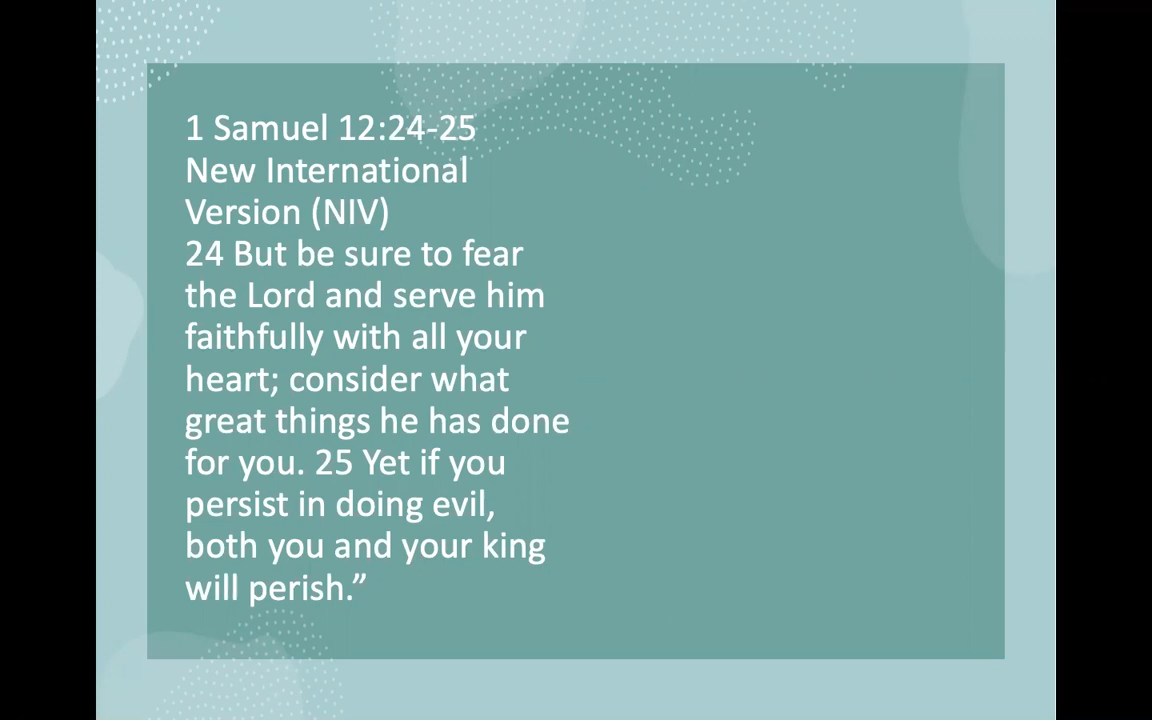 1 Samuel 12:24-25
New International
Version (NIV)
24 But be sure to fear
the Lord and serve him
faithfully with all your
heart; consider what
great things he has done
for you. 25 Yet if you
persist in doing evil,
both you and your king
will perish.”